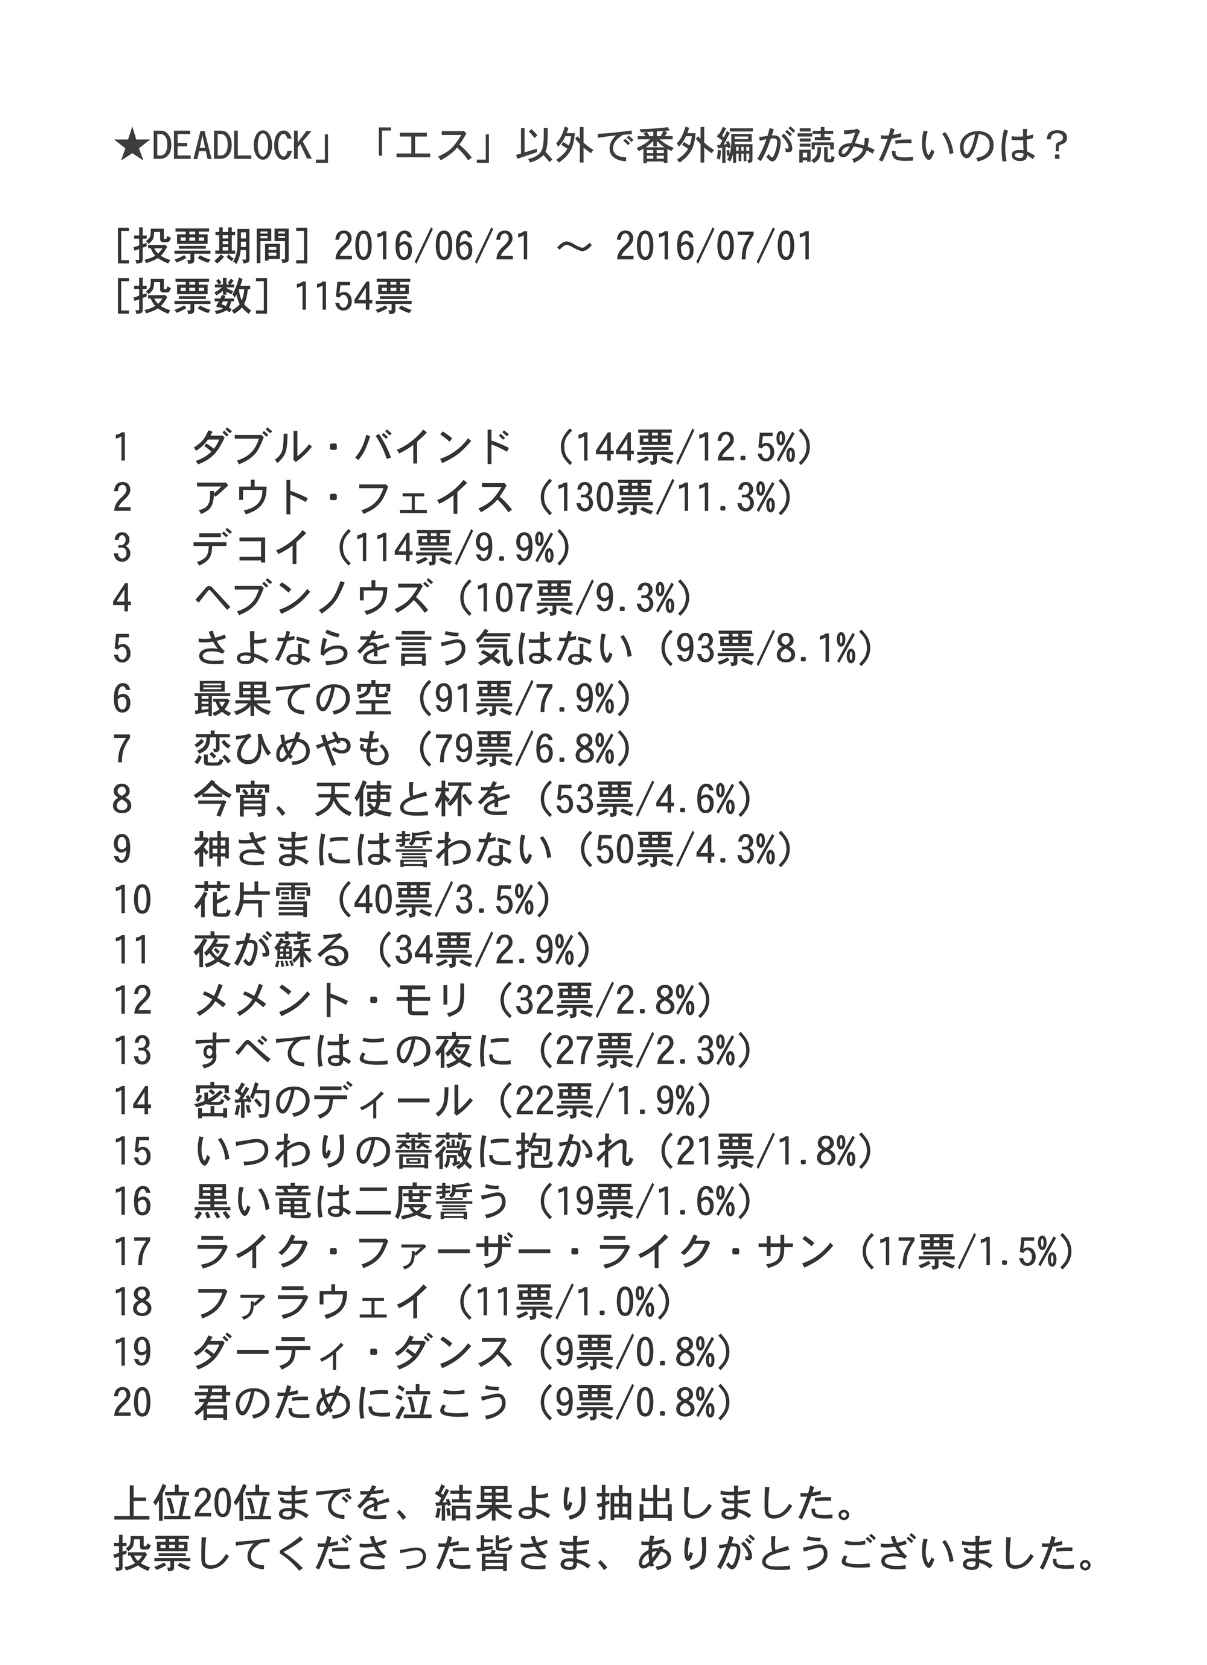 ★DEADLOCK」「エス」以外で番外編が読みたいのは？
［投票期間］2016/06/21 ～ 2016/07/01
［投票数］1154票
1 ダブル・バインド （144票/12.5%）
2 アウト・フェイス（130票/11.3%）
3 デコイ（114票/9.9%）
4 ヘブンノウズ（107票/9.3%）
5 さよならを言う気はない（93票/8.1%）
6 最果ての空（91票/7.9%）
7 恋ひめやも（79票/6.8%）
8 今宵、天使と杯を（53票/4.6%）
9 神さまには誓わない（50票/4.3%）
10 花片雪（40票/3.5%）
11 夜が蘇る（34票/2.9%）
12 メメント・モリ（32票/2.8%）
13 すべてはこの夜に（27票/2.3%）
14 密約のディール（22票/1.9%）
15 いつわりの薔薇に抱かれ（21票/1.8%）
16 黒い竜は二度誓う（19票/1.6%）
17 ライク・ファーザー・ライク・サン（17票/1.5%）
18 ファラウェイ（11票/1.0%）
19 ダーティ・ダンス（9票/0.8%）
20 君のために泣こう（9票/0.8%）
上位20位までを、結果より抽出しました。
投票してくださった皆さま、ありがとうございました。